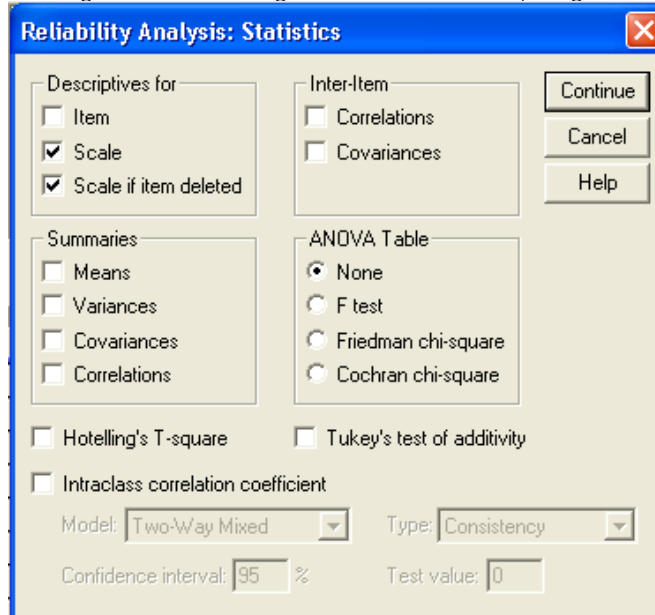 Reliability Analysis: Statistics
Descriptives for
Item
Scale
Scale if item deleted
Inter-Item
Correlations
Covariances
Continue
Cancel
Help
Summaries
Means
Variances
Covariances
Correlations
ANOVA Table
None
F test
Friedman chi-square
Cochran chi-square
Hotelling's T-square
Tukey's test of additivity
Intraclass correlation coefficient
Model: Two-Way Mixed
Type: Consistency
Confidence interval: 95 %
Test value: 0